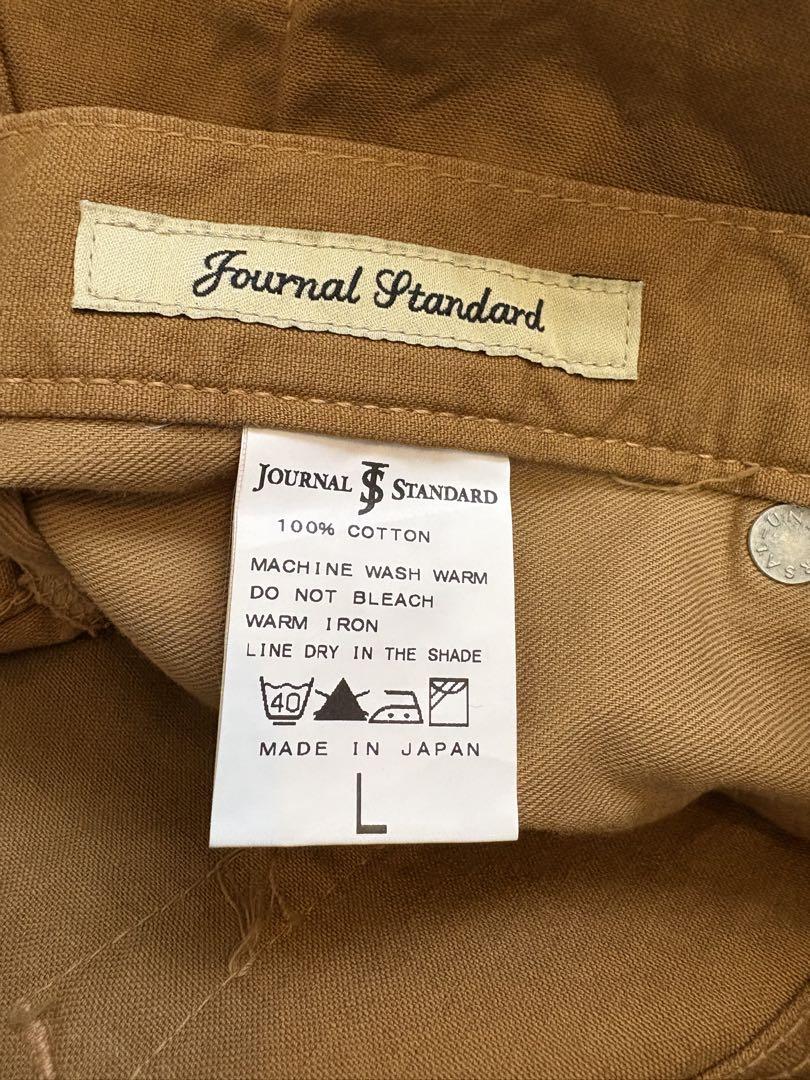 Journal Standard
JOURNAL JS STANDARD
100% COTTON
MACHINE WASH WARM
DO NOT BLEACH
WARM IRON
LINE DRY IN THE SHADE
40
MADE IN JAPAN
L